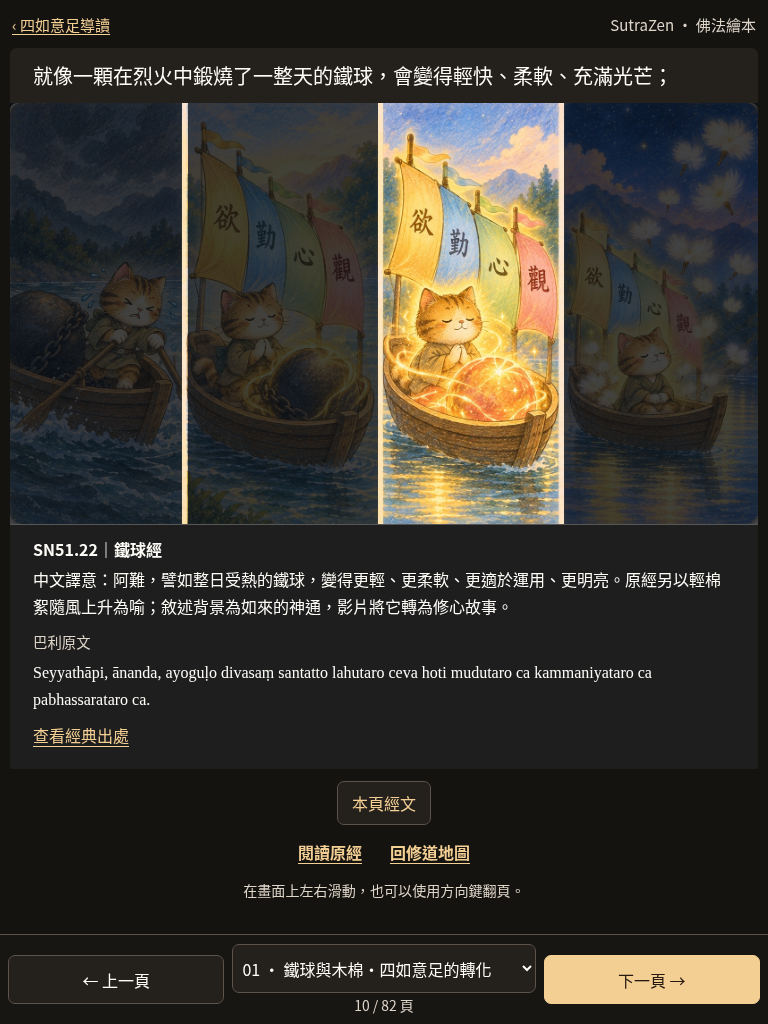 ‹ 四如意足導讀
SutraZen · 佛法繪本
就像一顆在烈火中鍛燒了一整天的鐵球，會變得輕快、柔軟、充滿光芒；
欲 勤 心 觀
欲 勤 心 觀
欲 勤 心 觀
SN51.22｜鐵球經
中文譯意：阿難，譬如整日受熱的鐵球，變得更輕、更柔軟、更適於運用、更明亮。原經另以輕棉
絮隨風上升為喻；敘述背景為如來的神通，影片將它轉為修心故事。
巴利原文
Seyyathāpi, ānanda, ayoguḷo divasaṃ santatto lahutaro ceva hoti mudutaro ca kammaniyataro ca
pabhassarataro ca.
查看經典出處
本頁經文
閱讀原經 回修道地圖
在畫面上左右滑動，也可以使用方向鍵翻頁。
← 上一頁
01 · 鐵球與木棉・四如意足的轉化
下一頁 →
10 / 82 頁